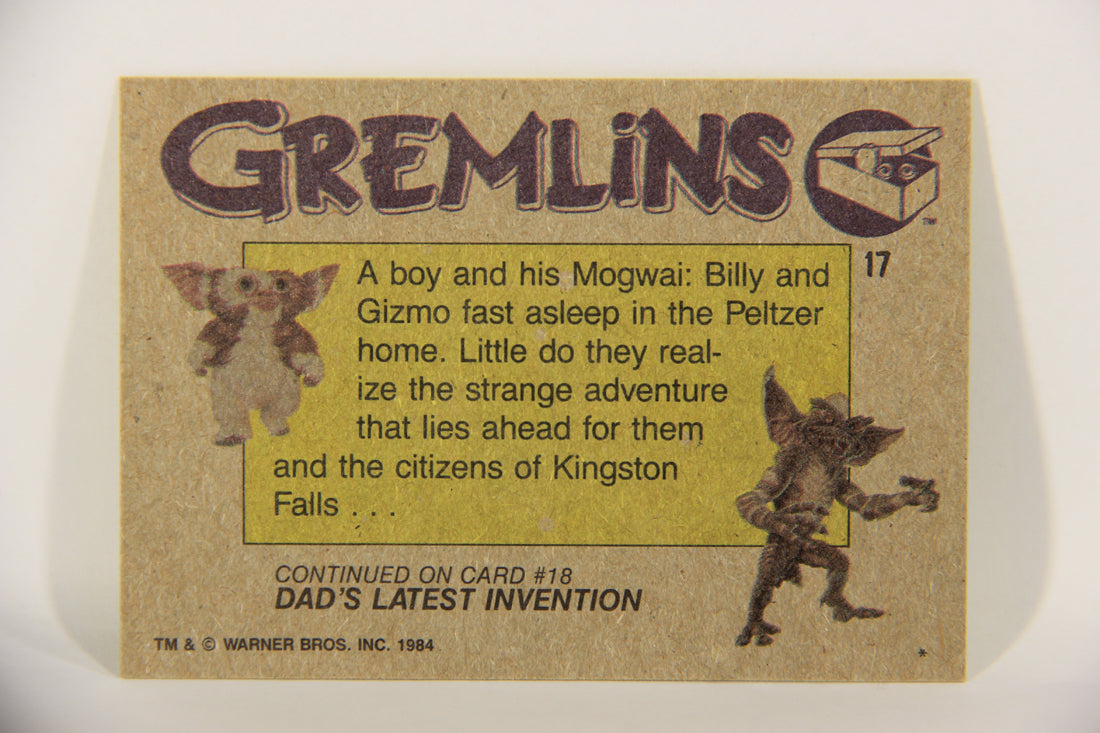 GREMLiNS
TM
17
A boy and his Mogwai: Billy and
Gizmo fast asleep in the Peltzer
home. Little do they real-
ize the strange adventure
that lies ahead for them
and the citizens of Kingston
Falls . . .
CONTINUED ON CARD #18
DAD'S LATEST INVENTION
TM & © WARNER BROS. INC. 1984
*